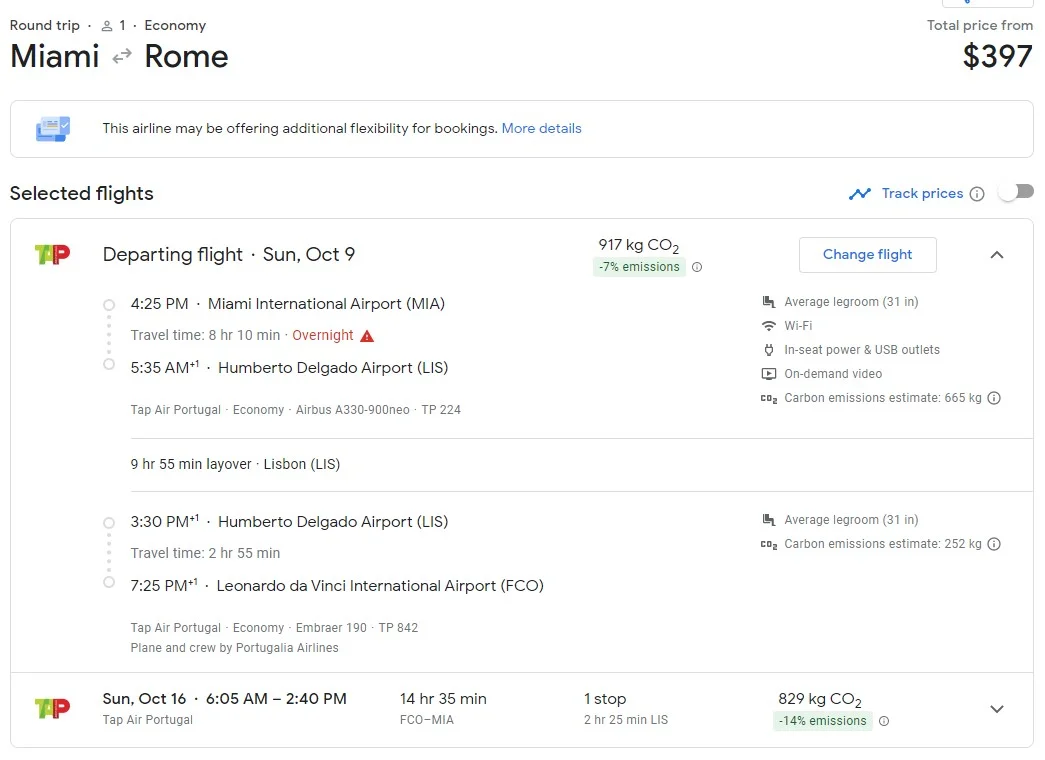 Round trip · 1 · Economy
Total price from
Miami Rome
$397
This airline may be offering additional flexibility for bookings. More details
Selected flights
Track prices
TAP
Departing flight · Sun, Oct 9
917 kg CO2
-7% emissions
Change flight
4:25 PM · Miami International Airport (MIA)
Travel time: 8 hr 10 min · Overnight
5:35 AM+1 · Humberto Delgado Airport (LIS)
Tap Air Portugal · Economy · Airbus A330-900neo · TP 224
Average legroom (31 in)
Wi-Fi
In-seat power & USB outlets
On-demand video
CO2 Carbon emissions estimate: 665 kg
9 hr 55 min layover · Lisbon (LIS)
3:30 PM+1 · Humberto Delgado Airport (LIS)
Travel time: 2 hr 55 min
7:25 PM+1 · Leonardo da Vinci International Airport (FCO)
Tap Air Portugal · Economy · Embraer 190 · TP 842
Plane and crew by Portugalia Airlines
Average legroom (31 in)
CO2 Carbon emissions estimate: 252 kg
TAP
Sun, Oct 16 · 6:05 AM – 2:40 PM
Tap Air Portugal
14 hr 35 min
FCO–MIA
1 stop
2 hr 25 min LIS
829 kg CO2
-14% emissions